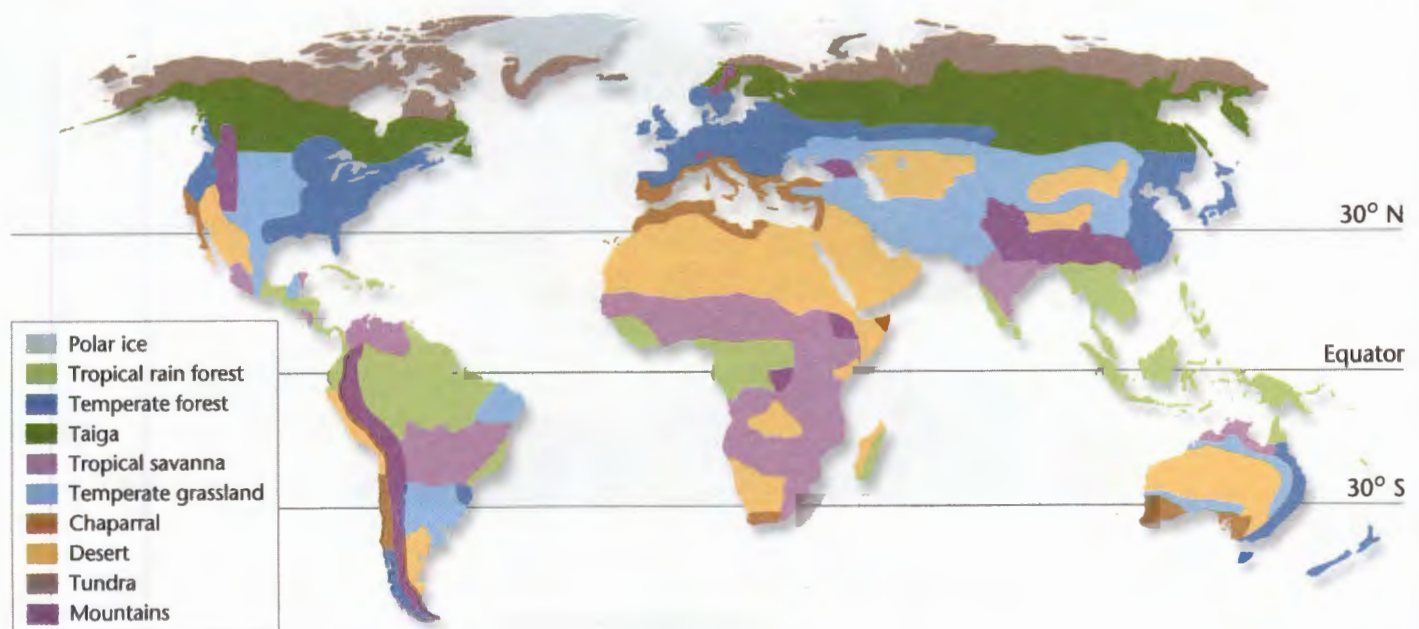 30° N
Equator
30° S
Polar ice
Tropical rain forest
Temperate forest
Taiga
Tropical savanna
Temperate grassland
Chaparral
Desert
Tundra
Mountains